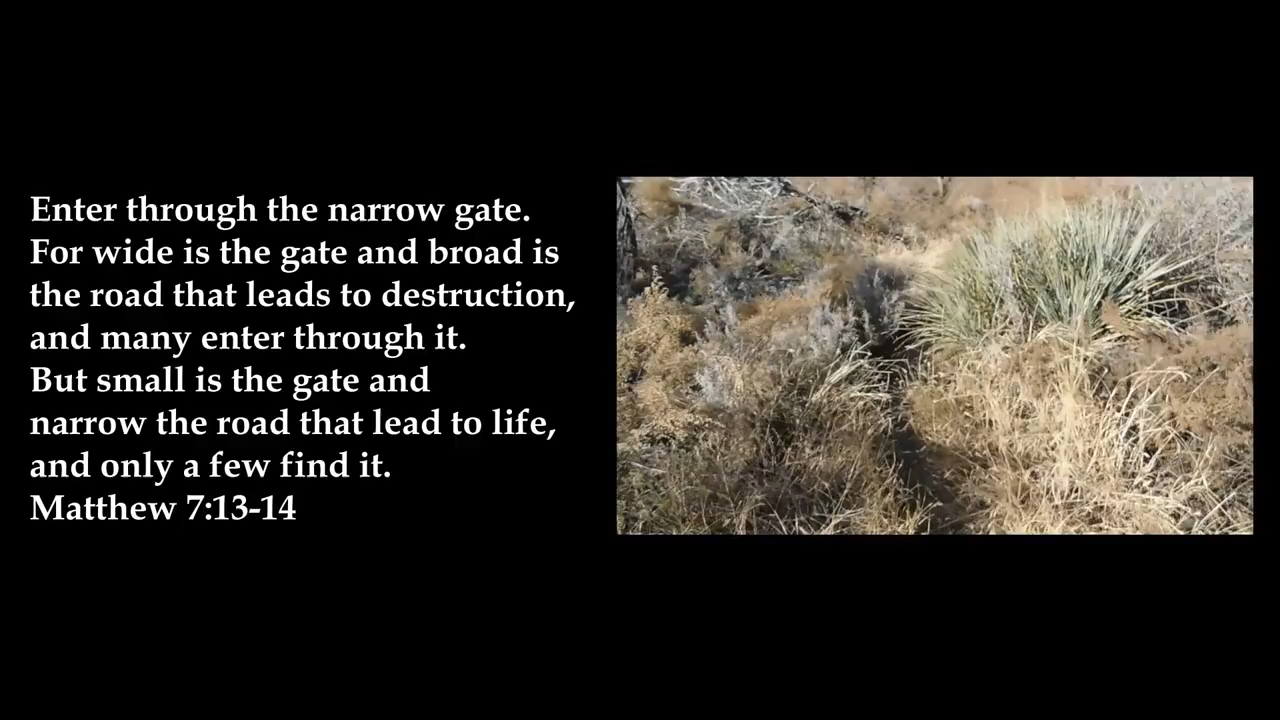 Enter through the narrow gate.
For wide is the gate and broad is
the road that leads to destruction,
and many enter through it.
But small is the gate and
narrow the road that lead to life,
and only a few find it.
Matthew 7:13-14